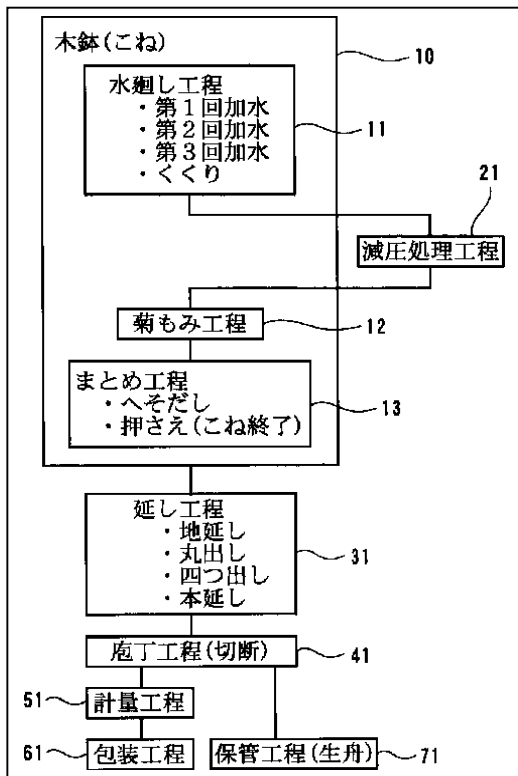 木鉢(こね)
10
水廻し工程
・第1回加水
・第2回加水
・第3回加水
・くくり
11
21
減圧処理工程
菊もみ工程
12
まとめ工程
・へそだし
・押さえ(こね終了)
13
延し工程
・地延し
・丸出し
・四つ出し
・本延し
31
庖丁工程(切断)
41
51
計量工程
61
包装工程
保管工程(生舟)
71